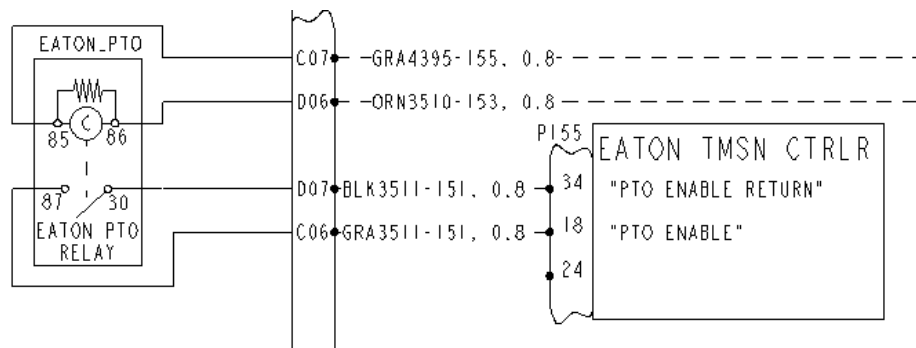 EATON_PTO
C07 GRA4395-155, 0.8
D06 ORN3510-153, 0.8
C
85 86
P155
EATON TMSN CTRLR
87 30
D07 BLK3511-151, 0.8 34 "PTO ENABLE RETURN"
EATON PTO
RELAY
C06 GRA3511-151, 0.8 18 "PTO ENABLE"
24